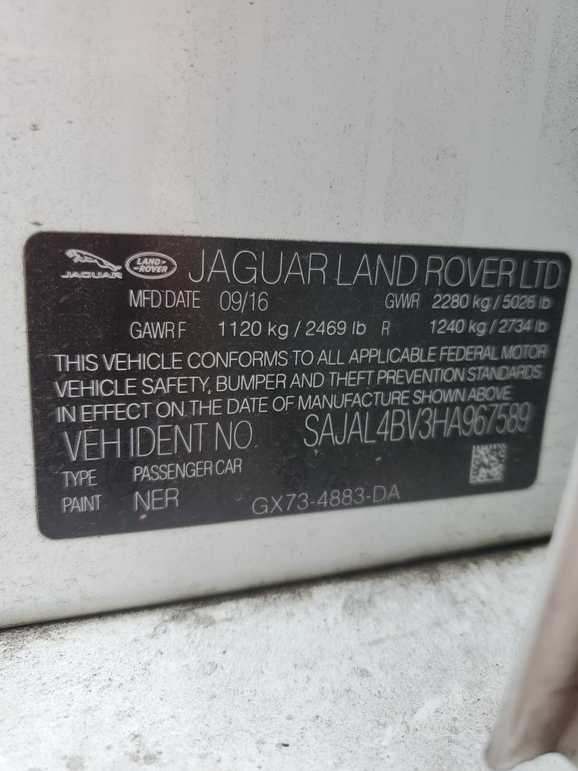 JAGUAR LAND ROVER JAGUAR LAND ROVER LTD
MFD DATE 09/16 GVWR 2280 kg / 5026 lb
GAWR F 1120 kg / 2469 lb R 1240 kg / 2734 lb
THIS VEHICLE CONFORMS TO ALL APPLICABLE FEDERAL MOTOR
VEHICLE SAFETY, BUMPER AND THEFT PREVENTION STANDARDS
IN EFFECT ON THE DATE OF MANUFACTURE SHOWN ABOVE
VEH IDENT NO. SAJAL4BV3HA967589
TYPE PASSENGER CAR
PAINT NER GX73-4883-DA